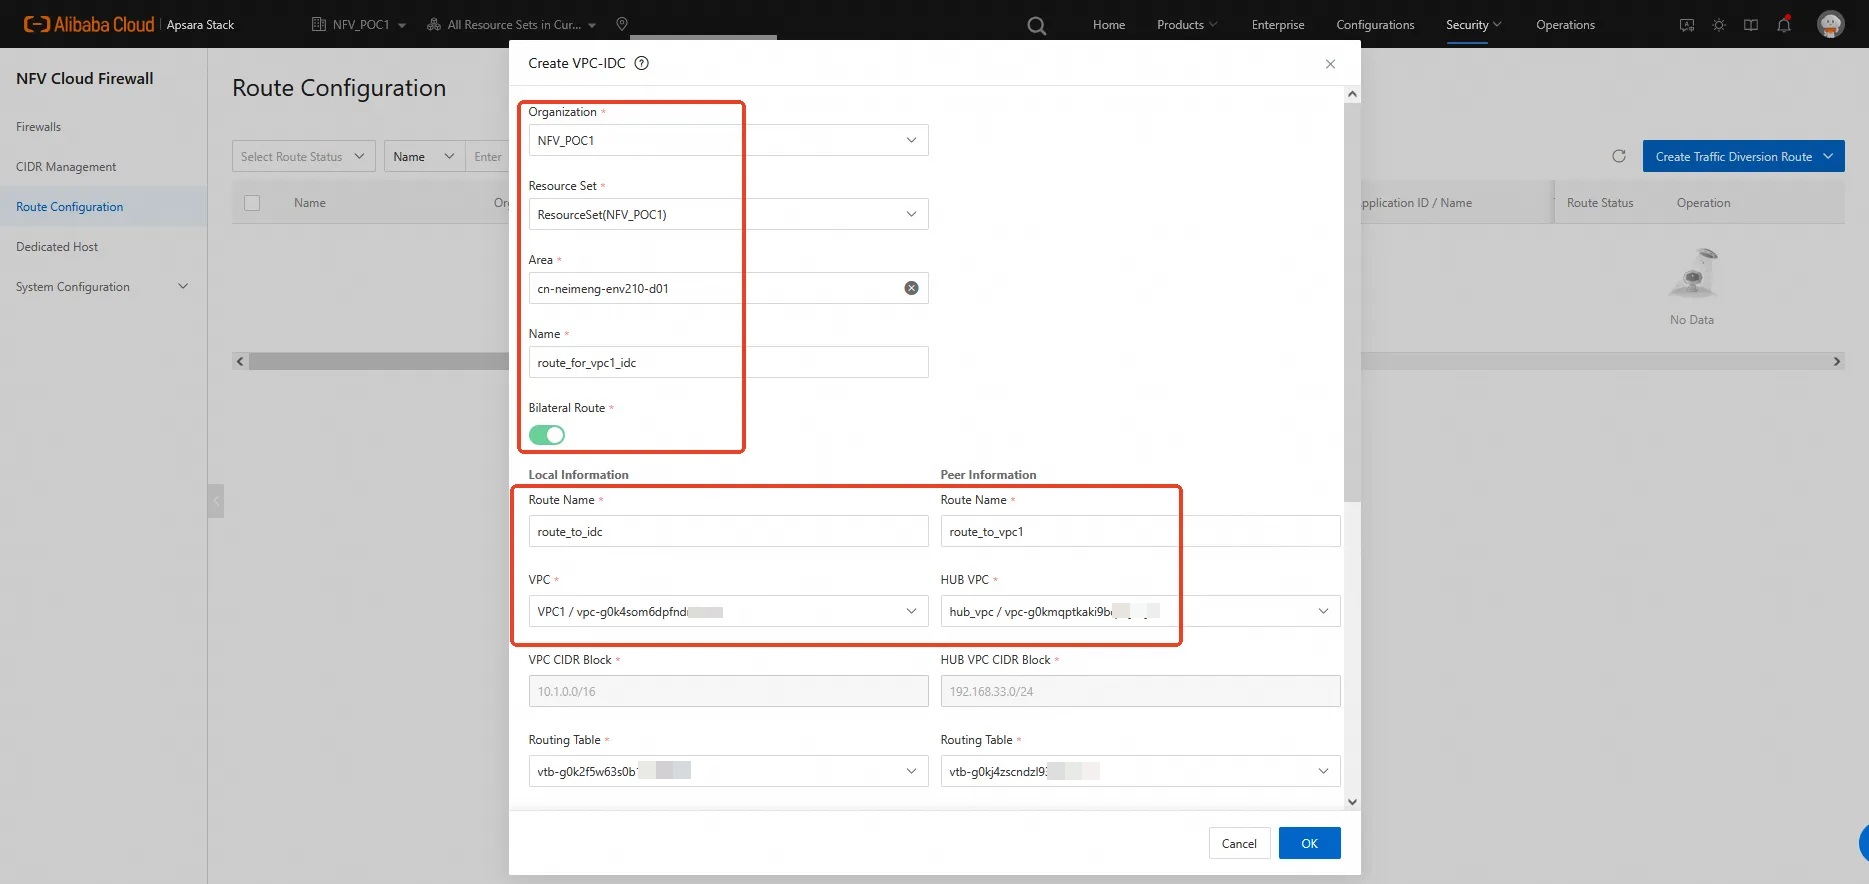 Alibaba Cloud | Apsara Stack
NFV_POC1
All Resource Sets in Cur...
Home
Products
Enterprise
Configurations
Security
Operations
NFV Cloud Firewall
Firewalls
CIDR Management
Route Configuration
Dedicated Host
System Configuration
Route Configuration
Select Route Status
Name
Enter
Create Traffic Diversion Route
Name
Or
pplication ID / Name
Route Status
Operation
No Data
Create VPC-IDC
Organization *
NFV_POC1
Resource Set *
ResourceSet(NFV_POC1)
Area *
cn-neimeng-env210-d01
Name *
route_for_vpc1_idc
Bilateral Route *
Local Information
Peer Information
Route Name *
Route Name *
route_to_idc
route_to_vpc1
VPC *
HUB VPC *
VPC1 / vpc-g0k4som6dpfnd
hub_vpc / vpc-g0kmqptkaki9b
VPC CIDR Block *
HUB VPC CIDR Block *
10.1.0.0/16
192.168.33.0/24
Routing Table *
Routing Table *
vtb-g0k2f5w63s0b
vtb-g0kj4zscndzl9
Cancel
OK